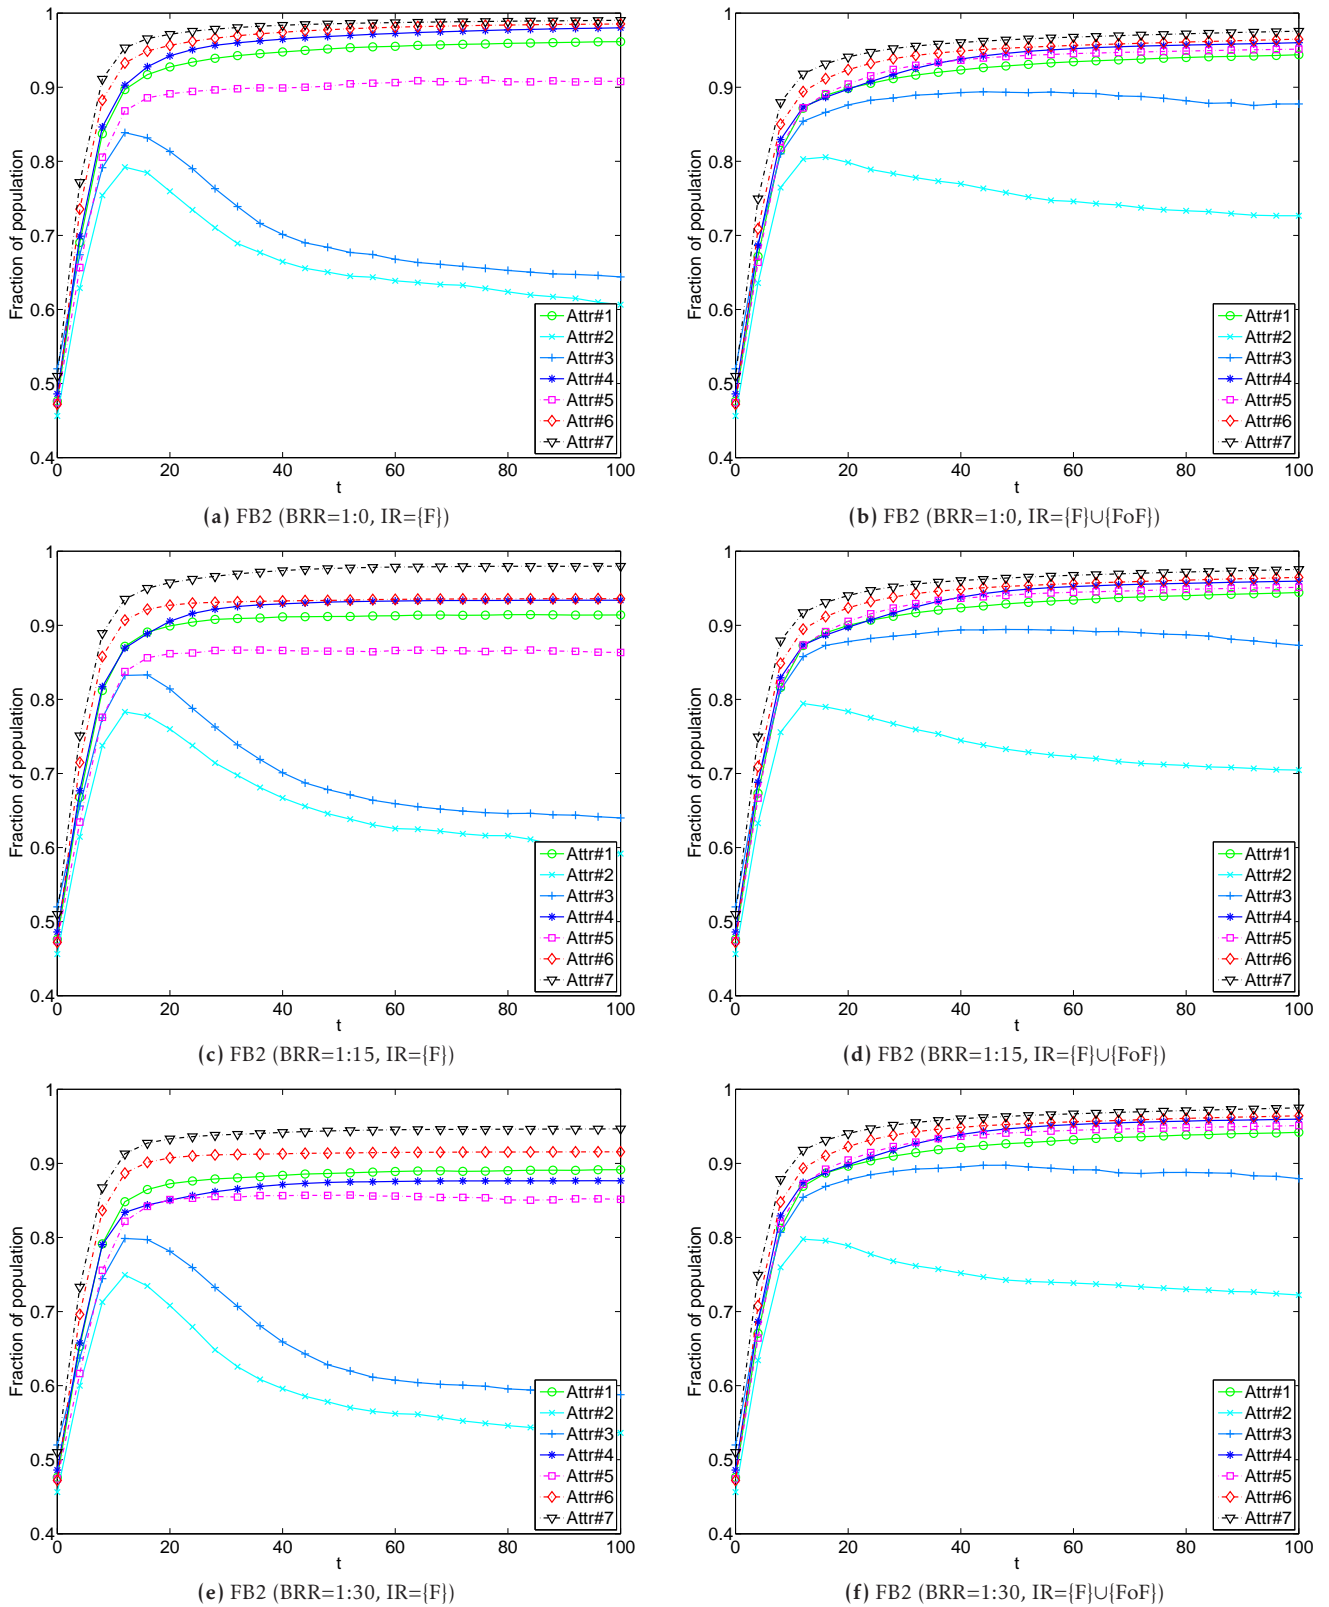 Fraction of population
1
0.9
0.8
0.7
0.6
0.5
0.4
0 20 40 60 80 100
t
Attr#1
Attr#2
Attr#3
Attr#4
Attr#5
Attr#6
Attr#7
(a) FB2 (BRR=1:0, IR={F})
Fraction of population
1
0.9
0.8
0.7
0.6
0.5
0.4
0 20 40 60 80 100
t
Attr#1
Attr#2
Attr#3
Attr#4
Attr#5
Attr#6
Attr#7
(b) FB2 (BRR=1:0, IR={F}∪{FoF})
Fraction of population
1
0.9
0.8
0.7
0.6
0.5
0.4
0 20 40 60 80 100
t
Attr#1
Attr#2
Attr#3
Attr#4
Attr#5
Attr#6
Attr#7
(c) FB2 (BRR=1:15, IR={F})
Fraction of population
1
0.9
0.8
0.7
0.6
0.5
0.4
0 20 40 60 80 100
t
Attr#1
Attr#2
Attr#3
Attr#4
Attr#5
Attr#6
Attr#7
(d) FB2 (BRR=1:15, IR={F}∪{FoF})
Fraction of population
1
0.9
0.8
0.7
0.6
0.5
0.4
0 20 40 60 80 100
t
Attr#1
Attr#2
Attr#3
Attr#4
Attr#5
Attr#6
Attr#7
(e) FB2 (BRR=1:30, IR={F})
Fraction of population
1
0.9
0.8
0.7
0.6
0.5
0.4
0 20 40 60 80 100
t
Attr#1
Attr#2
Attr#3
Attr#4
Attr#5
Attr#6
Attr#7
(f) FB2 (BRR=1:30, IR={F}∪{FoF})